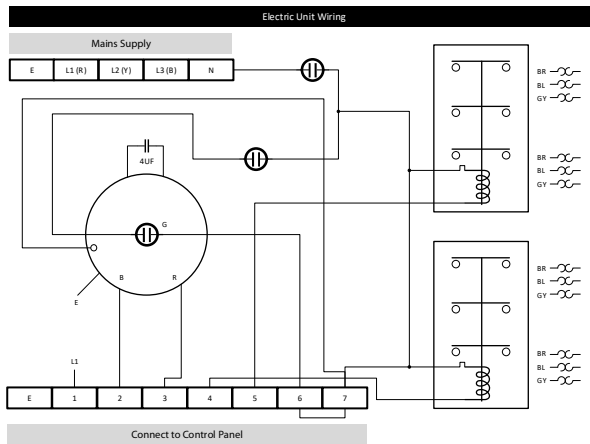 Electric Unit Wiring
Mains Supply
E L1 (R) L2 (Y) L3 (B) N
4UF
G
B R
E
L1
E 1 2 3 4 5 6 7
Connect to Control Panel
BR
BL
GY
BR
BL
GY
BR
BL
GY
BR
BL
GY